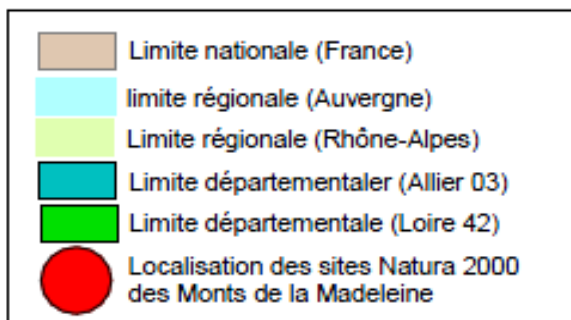 Limite nationale (France)
limite régionale (Auvergne)
Limite régionale (Rhône-Alpes)
Limite départementaler (Allier 03)
Limite départementale (Loire 42)
Localisation des sites Natura 2000
des Monts de la Madeleine